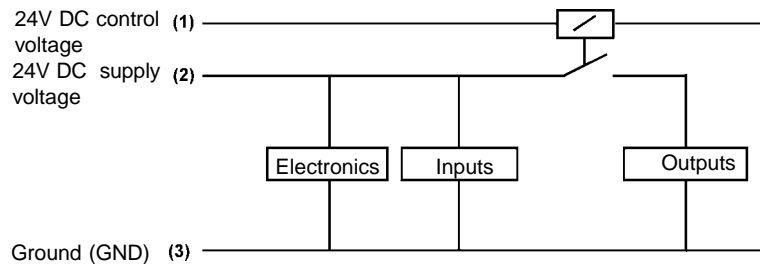 24V DC control (1)
voltage
24V DC supply (2)
voltage
Electronics
Inputs
Outputs
Ground (GND) (3)